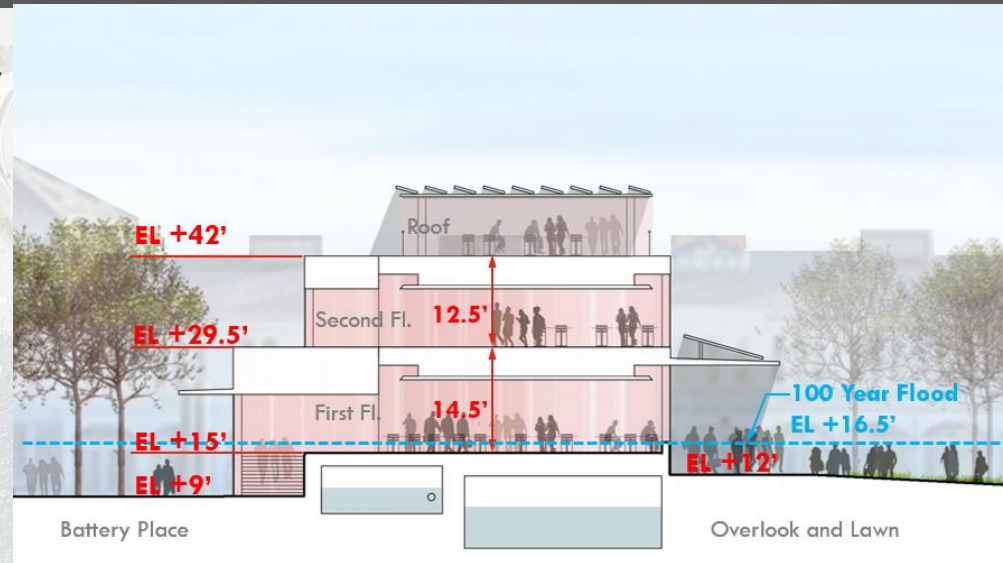 Roof
EL +42'
Second Fl.
12.5'
EL +29.5'
First Fl.
14.5'
100 Year Flood
EL +16.5'
EL +15'
EL +12'
EL +9'
Battery Place
Overlook and Lawn